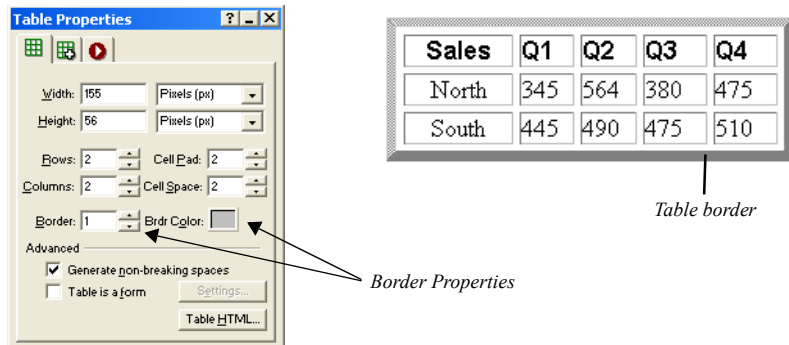 Table Properties
Width: 155 Pixels (px)
Height: 56 Pixels (px)
Rows: 2 Cell Pad: 2
Columns: 2 Cell Space: 2
Border: 1 Brdr Color:
Advanced
Generate non-breaking spaces
Table is a form Settings...
Table HTML...
Sales Q1 Q2 Q3 Q4
North 345 564 380 475
South 445 490 475 510
Table border
Border Properties